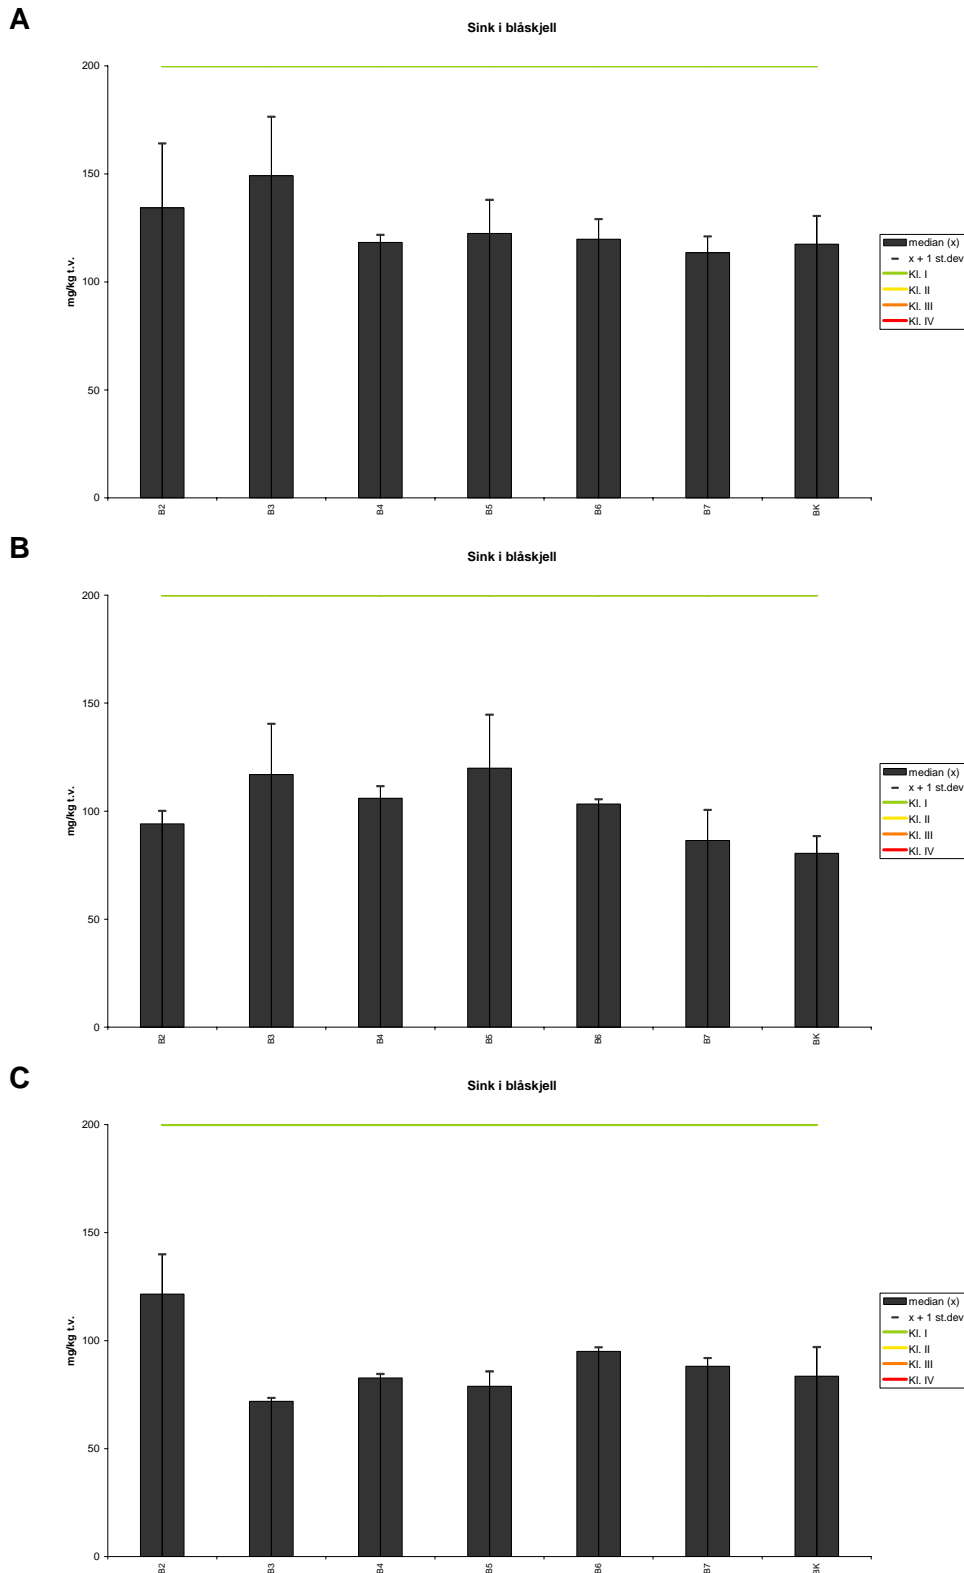 A
Sink i blåskjell
200
150
100
50
0
mg/kg t.v.
B2 B3 B4 B5 B6 B7 BK
median (x)
x + 1 st.dev
Kl. I
Kl. II
Kl. III
Kl. IV
B
Sink i blåskjell
200
150
100
50
0
mg/kg t.v.
B2 B3 B4 B5 B6 B7 BK
median (x)
x + 1 st.dev
Kl. I
Kl. II
Kl. III
Kl. IV
C
Sink i blåskjell
200
150
100
50
0
mg/kg t.v.
B2 B3 B4 B5 B6 B7 BK
median (x)
x + 1 st.dev
Kl. I
Kl. II
Kl. III
Kl. IV